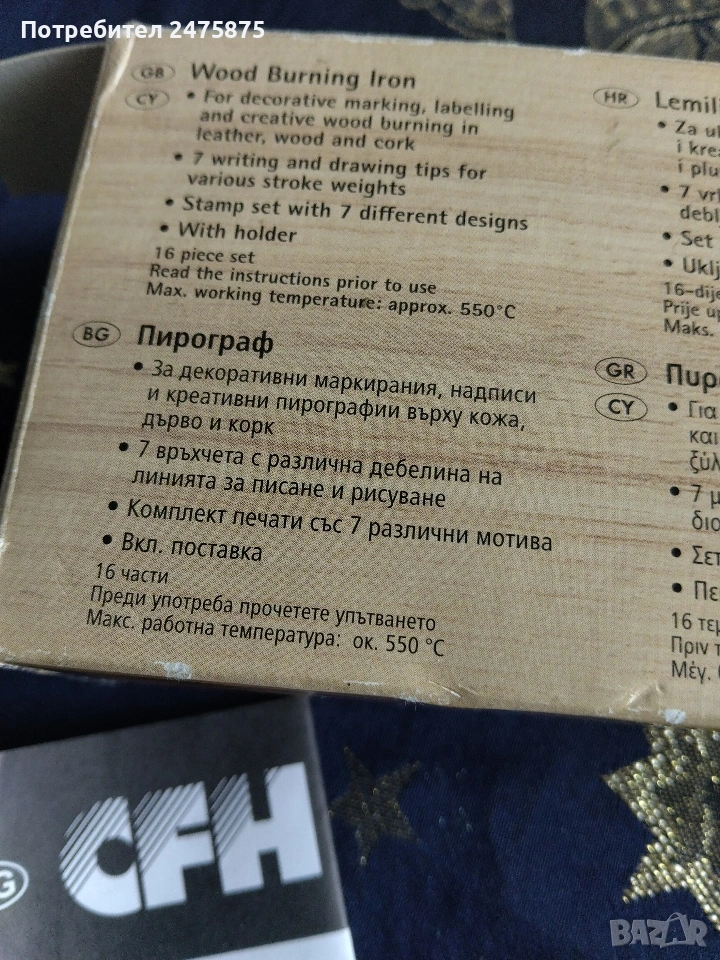 Потребител 2475875
GB Wood Burning Iron
CY • For decorative marking, labelling
and creative wood burning in
leather, wood and cork
• 7 writing and drawing tips for
various stroke weights
• Stamp set with 7 different designs
• With holder
16 piece set
Read the instructions prior to use
Max. working temperature: approx. 550°C
BG Пирограф
• За декоративни маркирания, надписи
и креативни пирографии върху кожа,
дърво и корк
• 7 връхчета с различна дебелина на
линията за писане и рисуване
• Комплект печати със 7 различни мотива
• Вкл. поставка
16 части
Преди употреба прочетете упътването
Макс. работна температура: ок. 550 °C
HR Lemili
• Za u
i kre
i plu
• 7 vrl
debl
• Set
• Uklj
16-dije
Prije up
Maks.
GR Πυρ
CY • Για
και
ξύλ
• 7 μ
διο
• Σετ
• Πε
16 τεμ
Πριν τ
Μέγ.
CFH
G
BAZAR